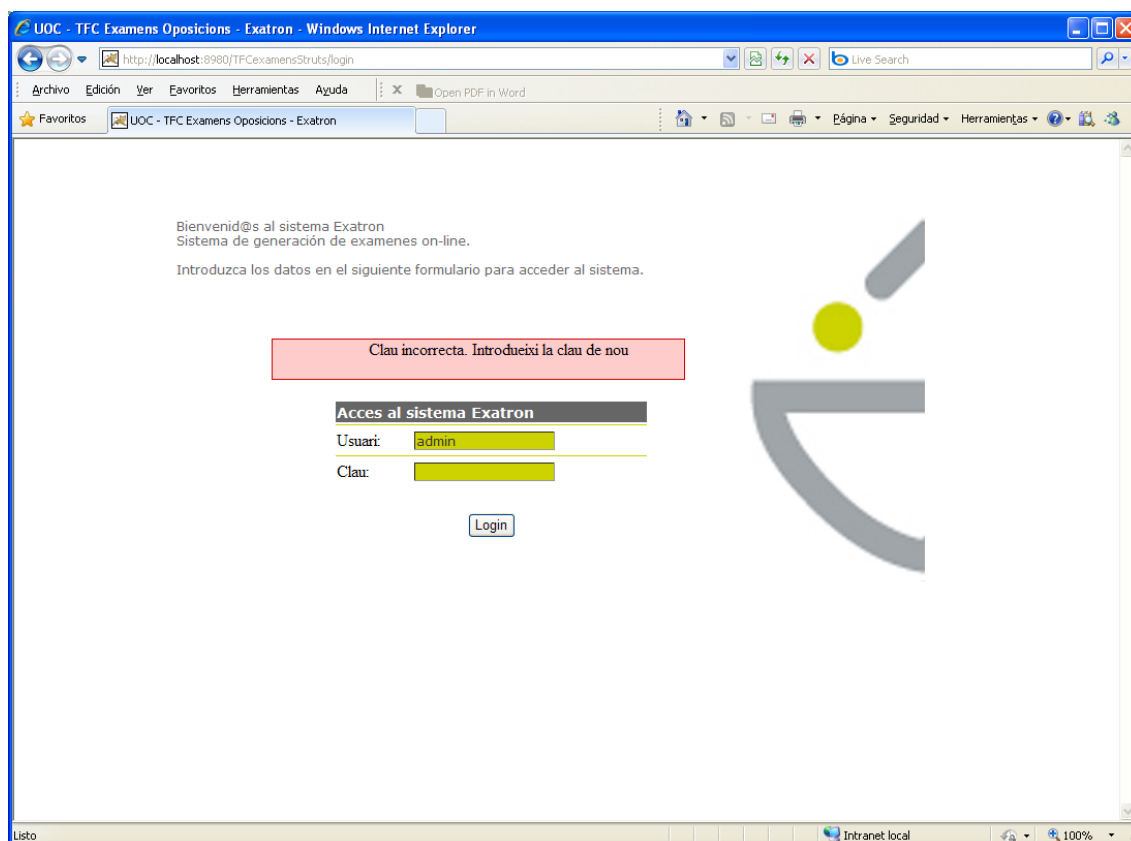 UOC - TFC Examens Oposicions - Exatron - Windows Internet Explorer
http://localhost:8980/TFCexamensStruts/login
Live Search
Archivo Edición Ver Favoritos Herramientas Ayuda X Open PDF in Word
Favoritos UOC - TFC Examens Oposicions - Exatron Página Seguridad Herramientas
Bienvenid@s al sistema Exatron
Sistema de generación de examenes on-line.
Introduzca los datos en el siguiente formulario para acceder al sistema.
Clau incorrecta. Introdueixi la clau de nou
Acces al sistema Exatron
Usuari: admin
Clau:
Login
Listo Intranet local 100%